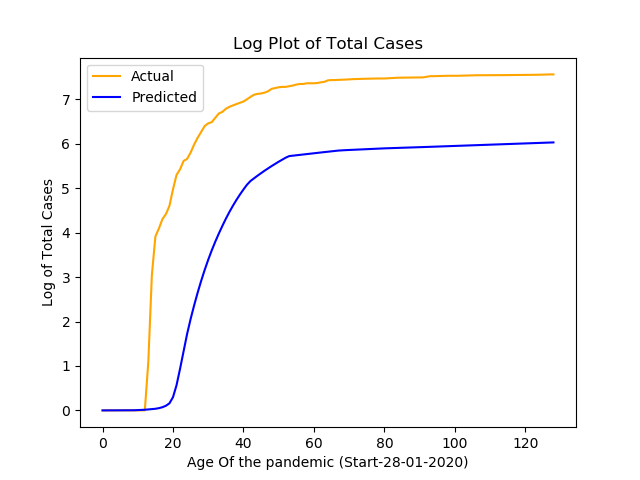 Log Plot of Total Cases
Actual
Predicted
Log of Total Cases
7
6
5
4
3
2
1
0
0 20 40 60 80 100 120
Age Of the pandemic (Start-28-01-2020)